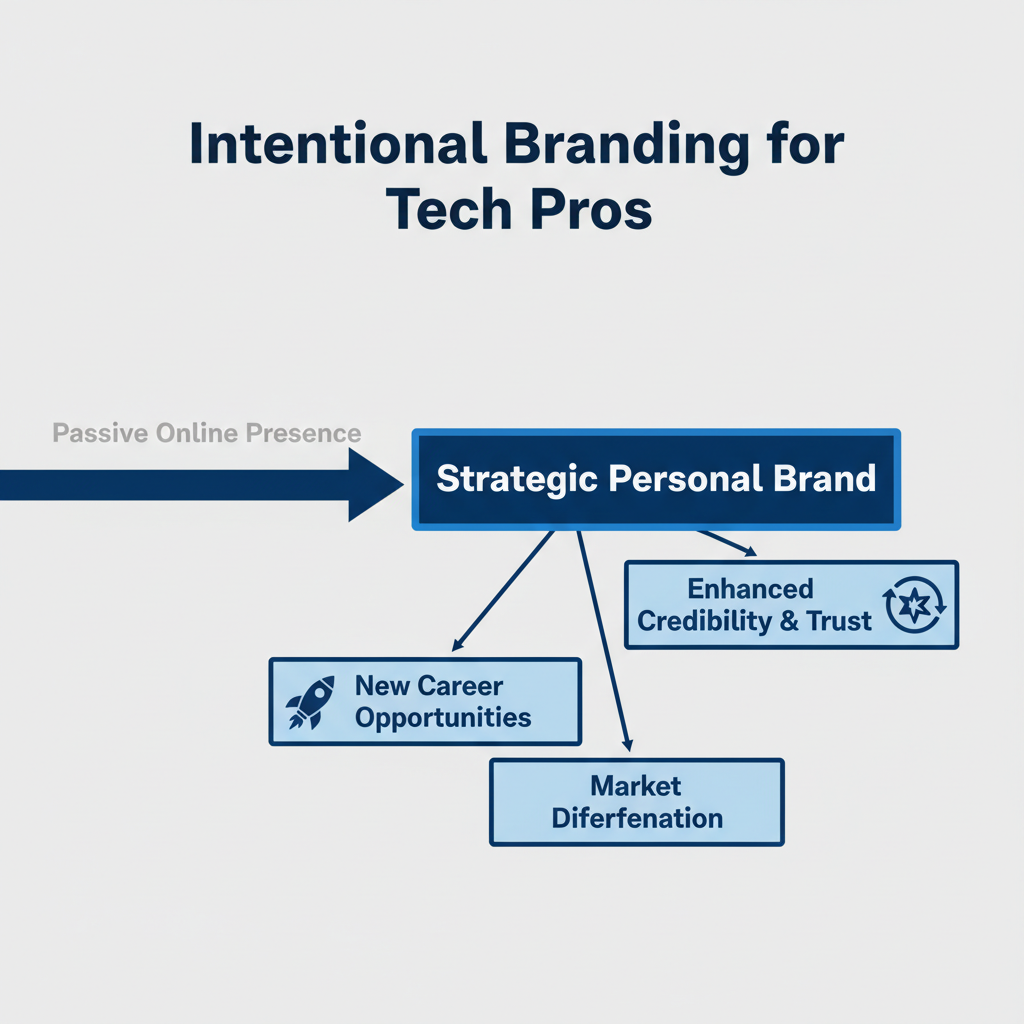 Intentional Branding for
Tech Pros
Passive Online Presence
Strategic Personal Brand
Enhanced
Credibility & Trust
New Career
Opportunities
Market
Diferfenation